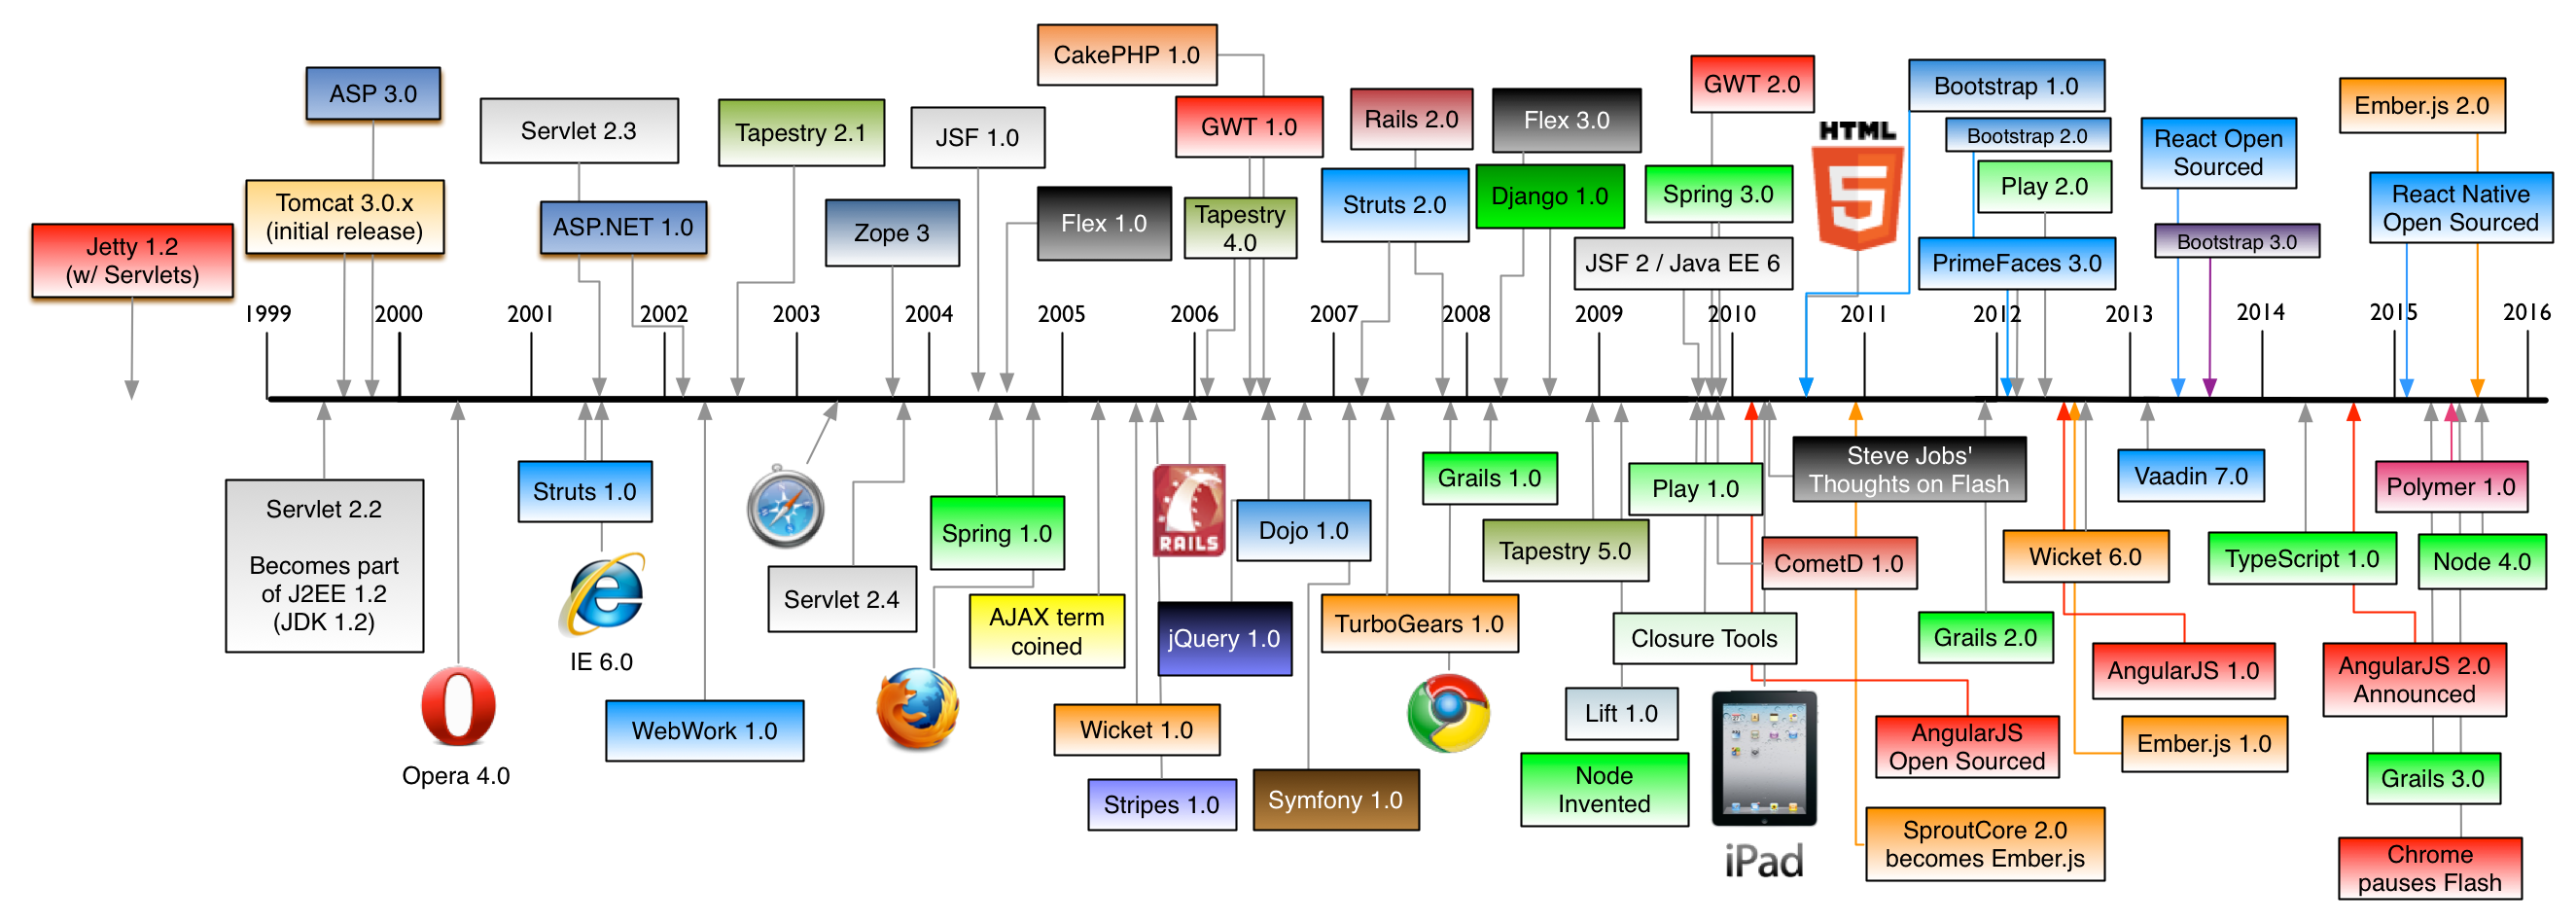 CakePHP 1.0
ASP 3.0
GWT 2.0
Bootstrap 1.0
Ember.js 2.0
Servlet 2.3
Tapestry 2.1
JSF 1.0
GWT 1.0
Rails 2.0
Flex 3.0
HTML
5
Bootstrap 2.0
React Open
Sourced
Tomcat 3.0.x
(initial release)
ASP.NET 1.0
Zope 3
Flex 1.0
Tapestry
4.0
Struts 2.0
Django 1.0
Spring 3.0
Play 2.0
React Native
Open Sourced
Jetty 1.2
(w/ Servlets)
JSF 2 / Java EE 6
PrimeFaces 3.0
Bootstrap 3.0
1999
2000
2001
2002
2003
2004
2005
2006
2007
2008
2009
2010
2011
2012
2013
2014
2015
2016
Servlet 2.2
Becomes part
of J2EE 1.2
(JDK 1.2)
Struts 1.0
Spring 1.0
RAILS
Dojo 1.0
Grails 1.0
Play 1.0
Steve Jobs'
Thoughts on Flash
Vaadin 7.0
Polymer 1.0
IE 6.0
Servlet 2.4
AJAX term
coined
jQuery 1.0
TurboGears 1.0
Tapestry 5.0
CometD 1.0
Wicket 6.0
TypeScript 1.0
Node 4.0
Closure Tools
Grails 2.0
Opera 4.0
WebWork 1.0
Wicket 1.0
Lift 1.0
AngularJS
Open Sourced
AngularJS 1.0
AngularJS 2.0
Announced
Ember.js 1.0
Stripes 1.0
Symfony 1.0
Node
Invented
iPad
SproutCore 2.0
becomes Ember.js
Grails 3.0
Chrome
pauses Flash